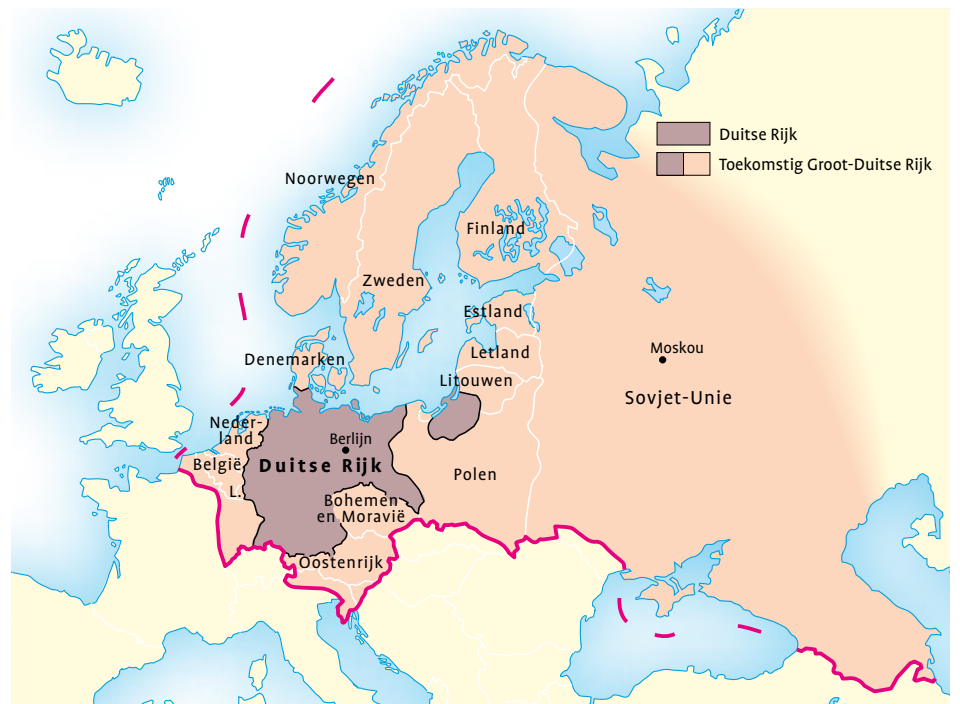 Duitse Rijk
Toekomstig Groot-Duitse Rijk
Noorwegen
Finland
Zweden
Estland
Moskou
Letland
Denemarken
Litouwen
Sovjet-Unie
Neder-
land
Berlijn
België
Duitse Rijk
Polen
L.
Bohemen
en Moravië
Oostenrijk